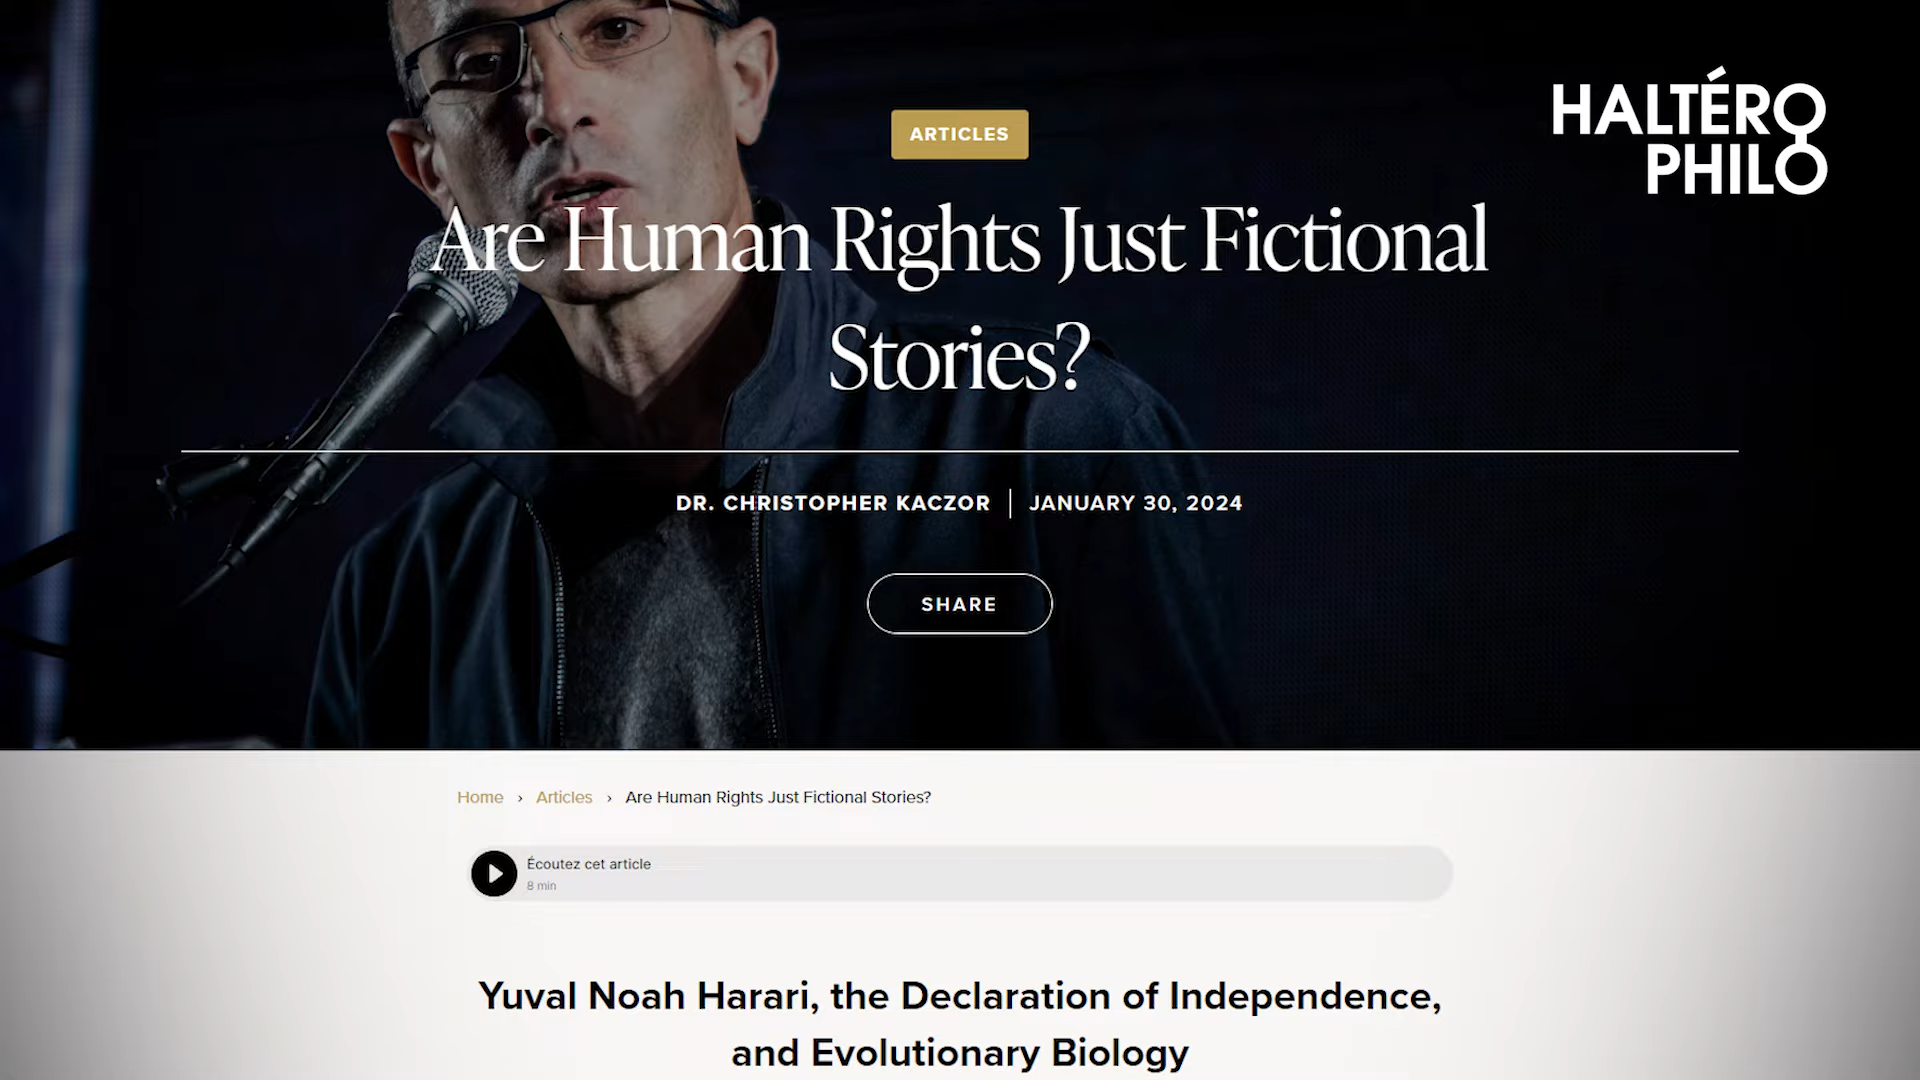 HALTÉRO
PHILO
ARTICLES
Are Human Rights Just Fictional
Stories?
DR. CHRISTOPHER KACZOR | JANUARY 30, 2024
SHARE
Home › Articles › Are Human Rights Just Fictional Stories?
Écoutez cet article
8 min
Yuval Noah Harari, the Declaration of Independence,
and Evolutionary Biology